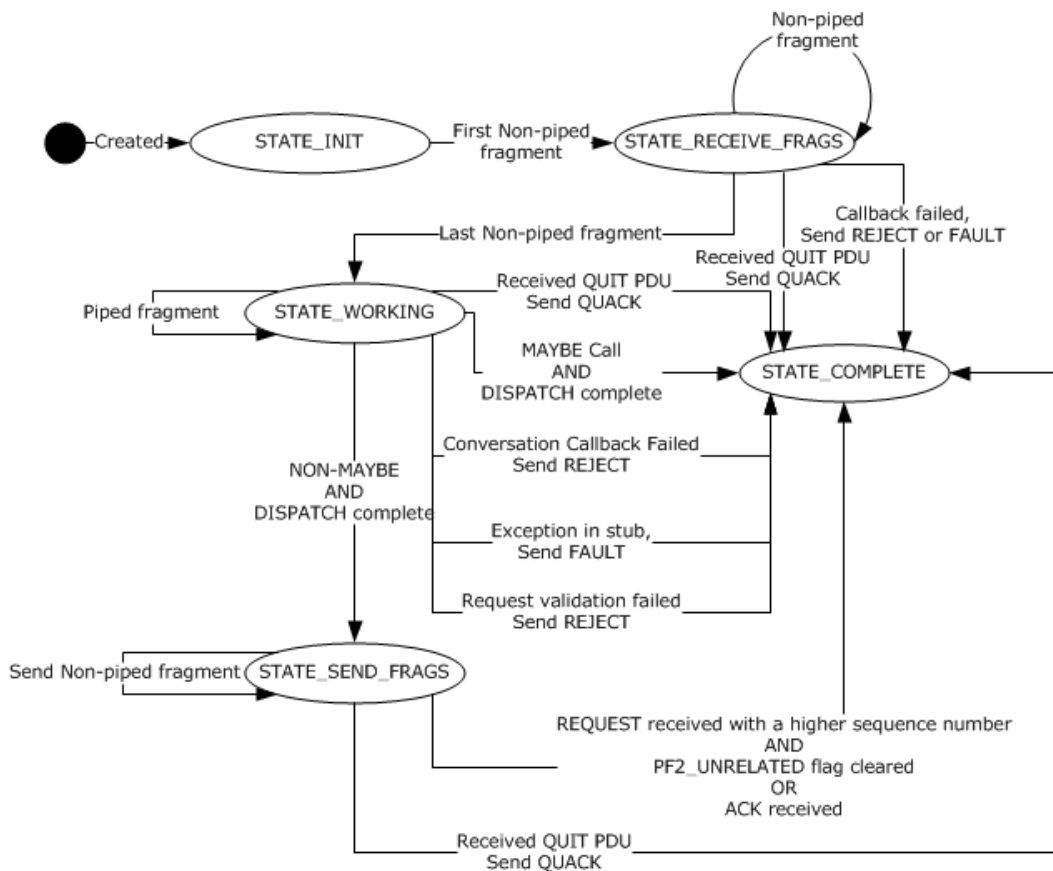 Non-piped
fragment
Created
STATE_INIT
First Non-piped
fragment
STATE_RECEIVE_FRAGS
Callback failed,
Send REJECT or FAULT
Received QUIT PDU
Send QUACK
Last Non-piped fragment
Piped fragment
STATE_WORKING
Received QUIT PDU
Send QUACK
MAYBE Call
AND
DISPATCH complete
STATE_COMPLETE
Conversation Callback Failed
Send REJECT
NON-MAYBE
AND
DISPATCH complete
Exception in stub,
Send FAULT
Request validation failed
Send REJECT
Send Non-piped fragment
STATE_SEND_FRAGS
REQUEST received with a higher sequence number
AND
PF2_UNRELATED flag cleared
OR
ACK received
Received QUIT PDU
Send QUACK